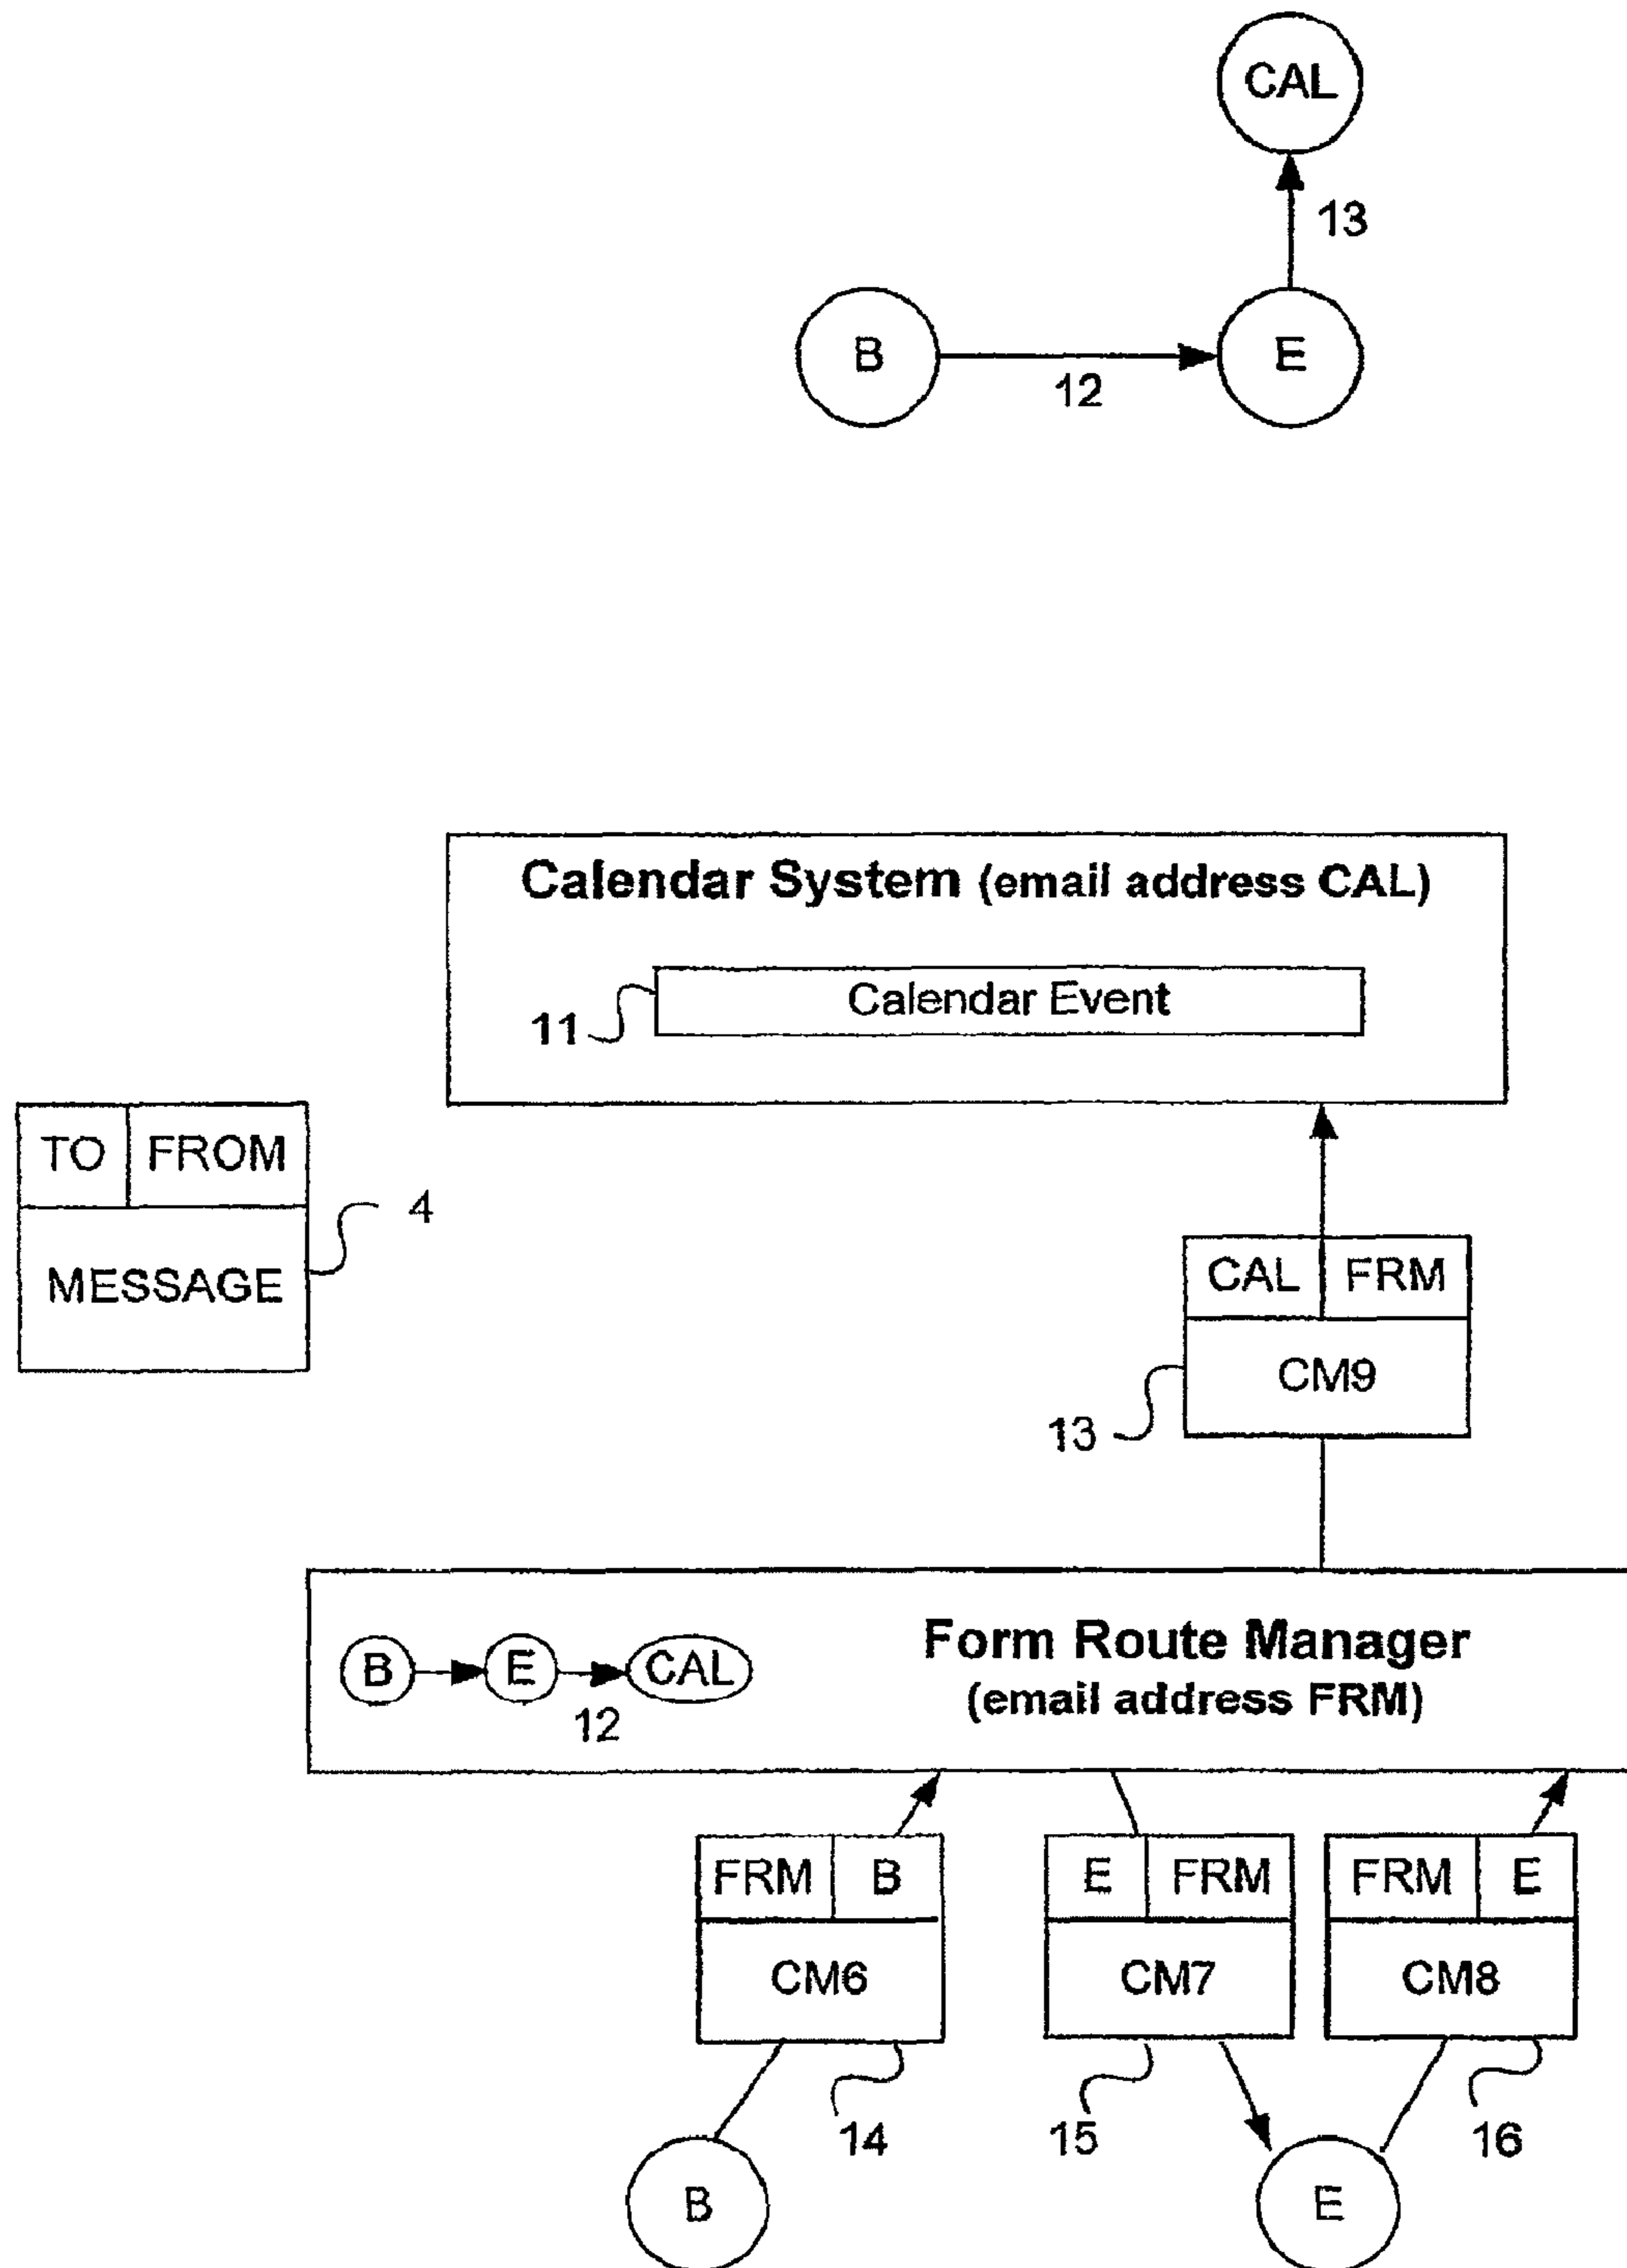 CAL
13
B
E
12
Calendar System (email address CAL)
Calendar Event
11
TO FROM
4
MESSAGE
CAL FRM
CM9
13
Form Route Manager
B E CAL
(email address FRM)
12
FRM B E FRM FRM E
CM6 CM7 CM8
14 15 16
B E